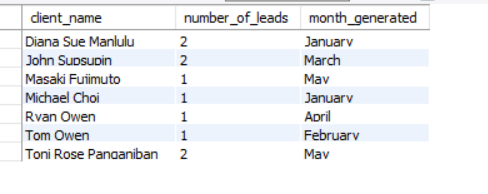 client_name number_of_leads month_generated
Diana Sue Manlulu 2 January
John Supsupin 2 March
Masaki Fujimuto 1 May
Michael Choi 1 January
Ryan Owen 1 April
Tom Owen 1 February
Toni Rose Panganiban 2 May